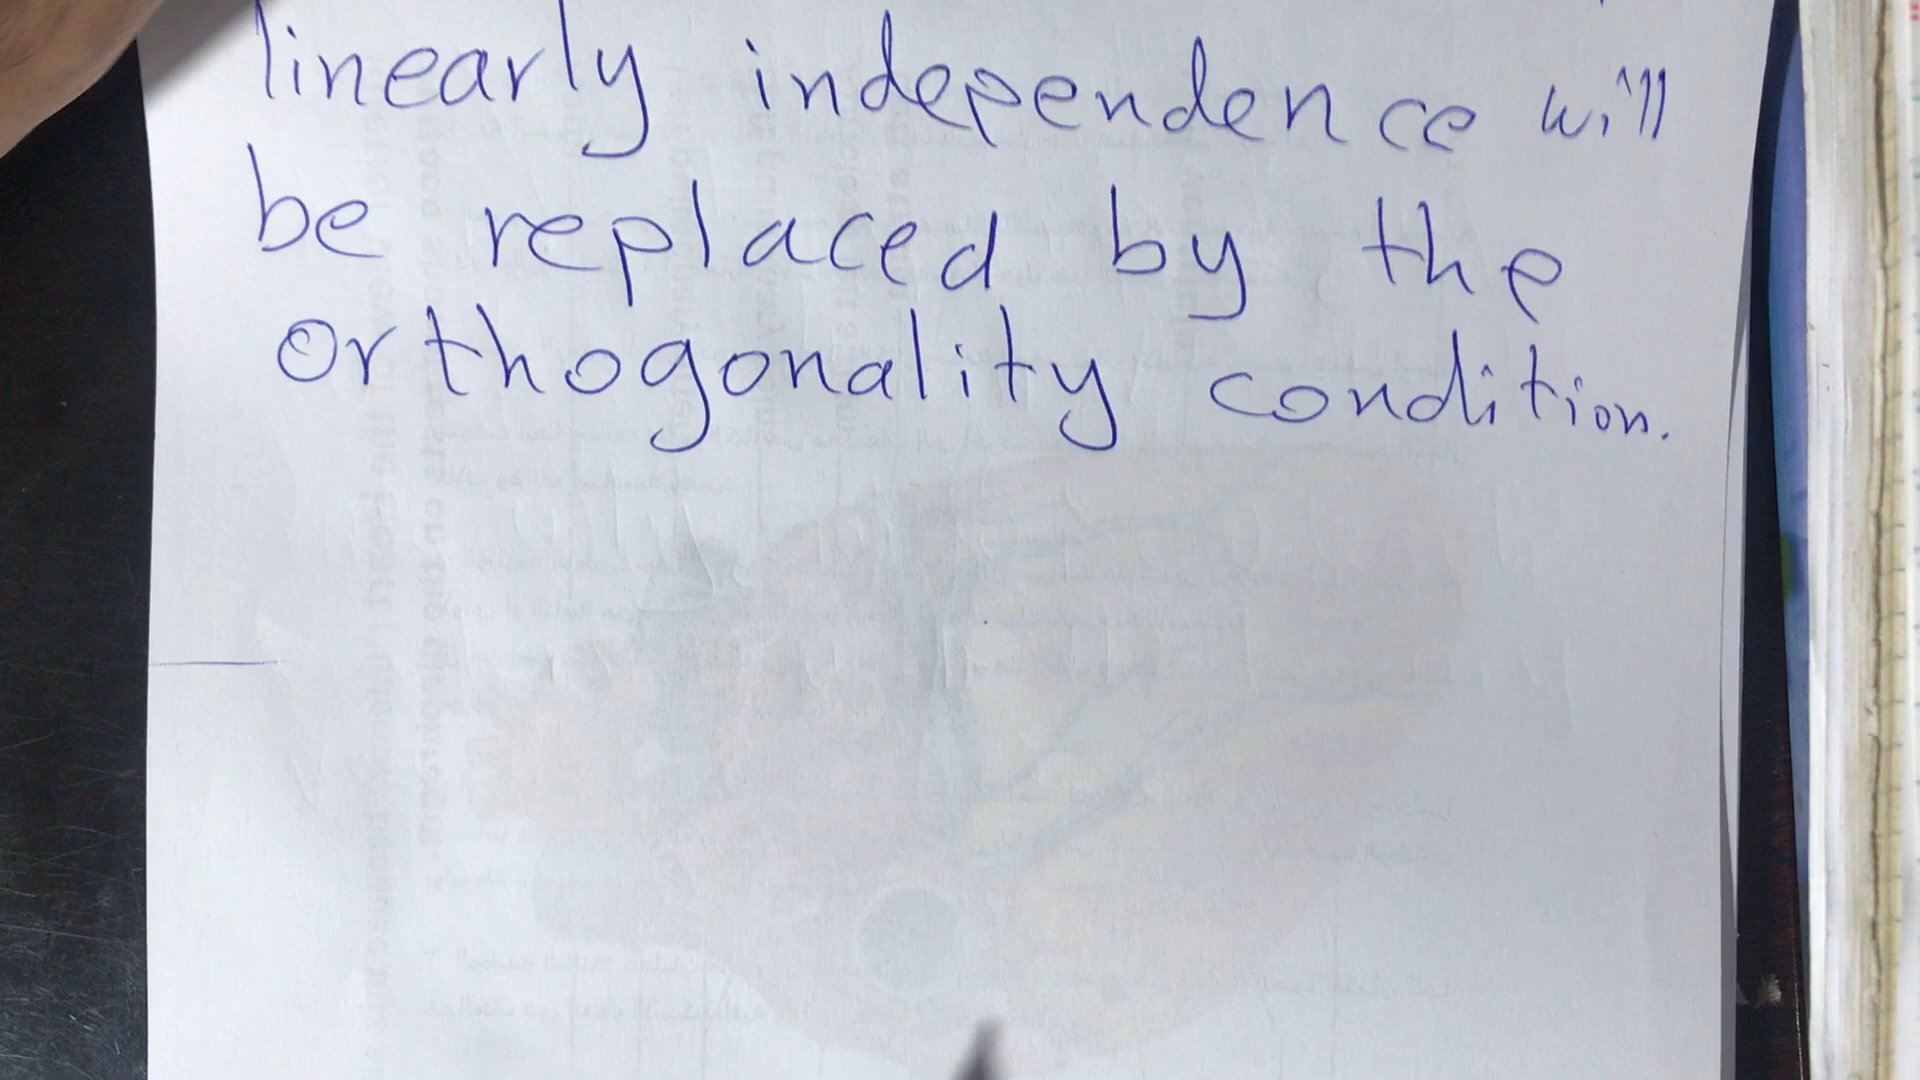 linearly independence will
be replaced by the
orthogonality condition.